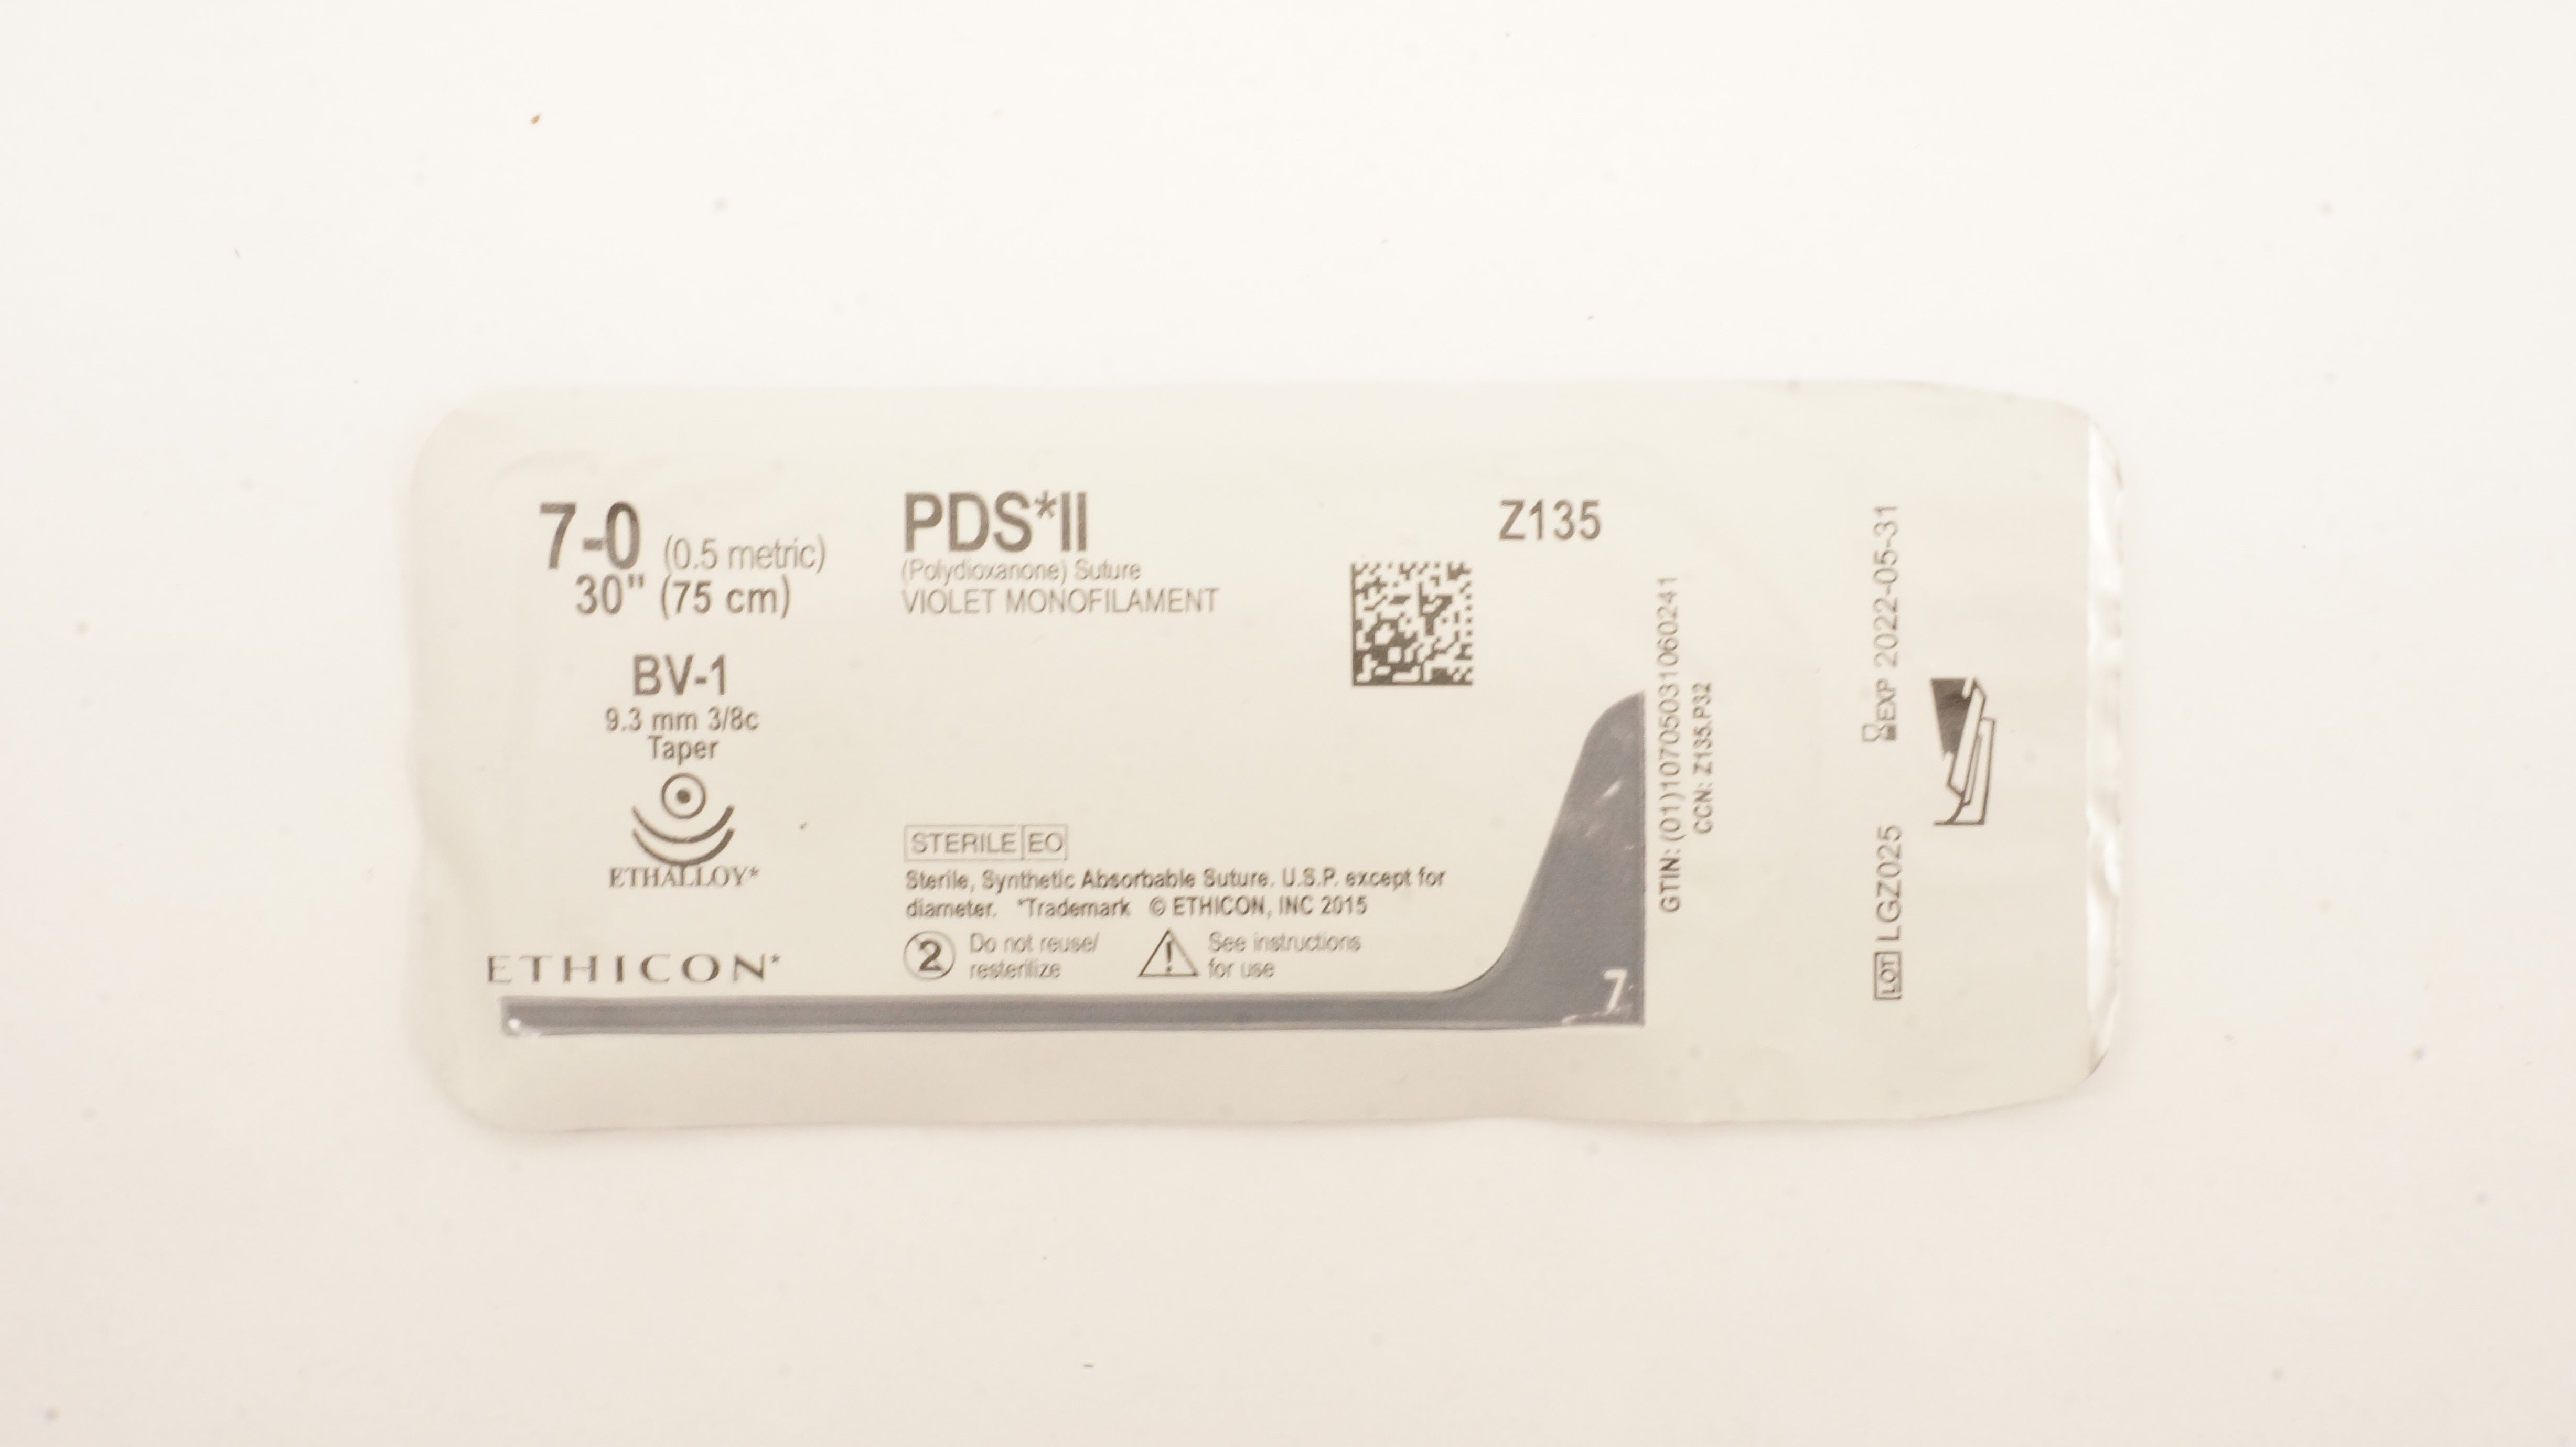 7-0 (0.5 metric)
30" (75 cm)
BV-1
9.3 mm 3/8c
Taper
ETHALLOY*
ETHICON*
PDS*II
(Polydioxanone) Suture
VIOLET MONOFILAMENT
STERILE EO
Sterile, Synthetic Absorbable Suture. U.S.P. except for
diameter. *Trademark © ETHICON, INC 2015
2 Do not reuse/
resterilize
! See instructions
for use
Z135
7
GTIN: (01)10705031060241
CCN: Z135.P32
LOT LGZ025
EXP 2022-05-31